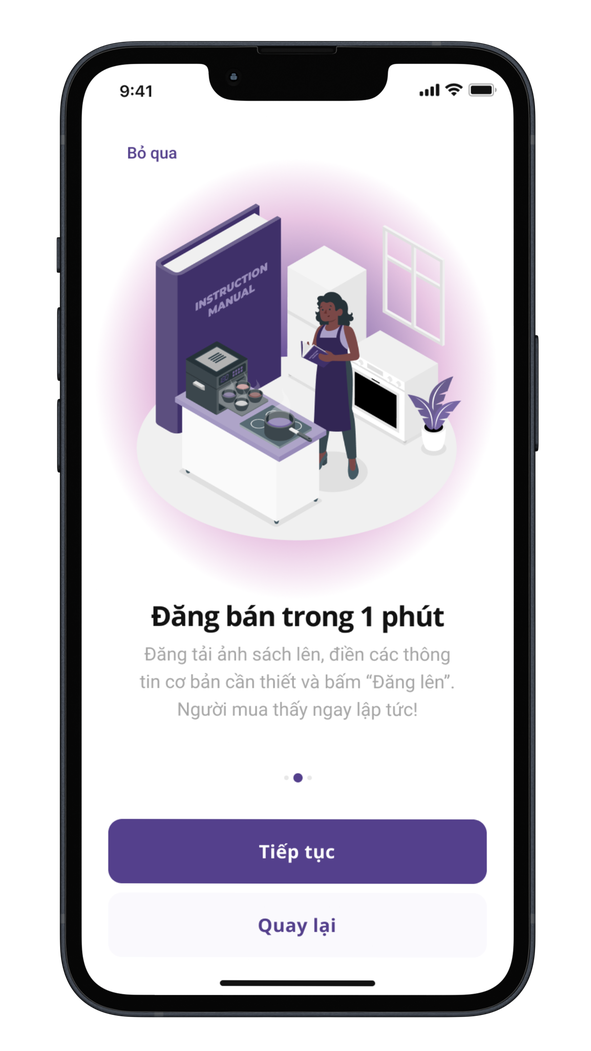 9:41
Bỏ qua
INSTRUCTION
MANUAL
Đăng bán trong 1 phút
Đăng tải ảnh sách lên, điền các thông
tin cơ bản cần thiết và bấm “Đăng lên”.
Người mua thấy ngay lập tức!
Tiếp tục
Quay lại